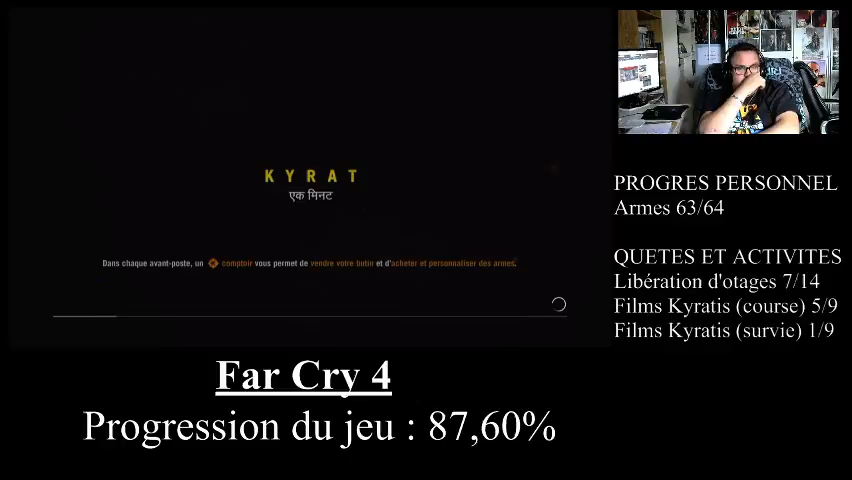 KYRAT
एक मिनट
Dans chaque avant-poste, un comptoir vous permet de vendre votre butin et d'acheter et personnaliser des armes.
PROGRES PERSONNEL
Armes 63/64
QUETES ET ACTIVITES
Libération d'otages 7/14
Films Kyratis (course) 5/9
Films Kyratis (survie) 1/9
Far Cry 4
Progression du jeu : 87,60%